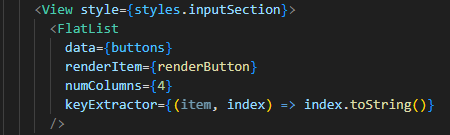 <View style={styles.inputSection}>
<FlatList
data={buttons}
renderItem={renderButton}
numColumns={4}
keyExtractor={(item, index) => index.toString()}
/>